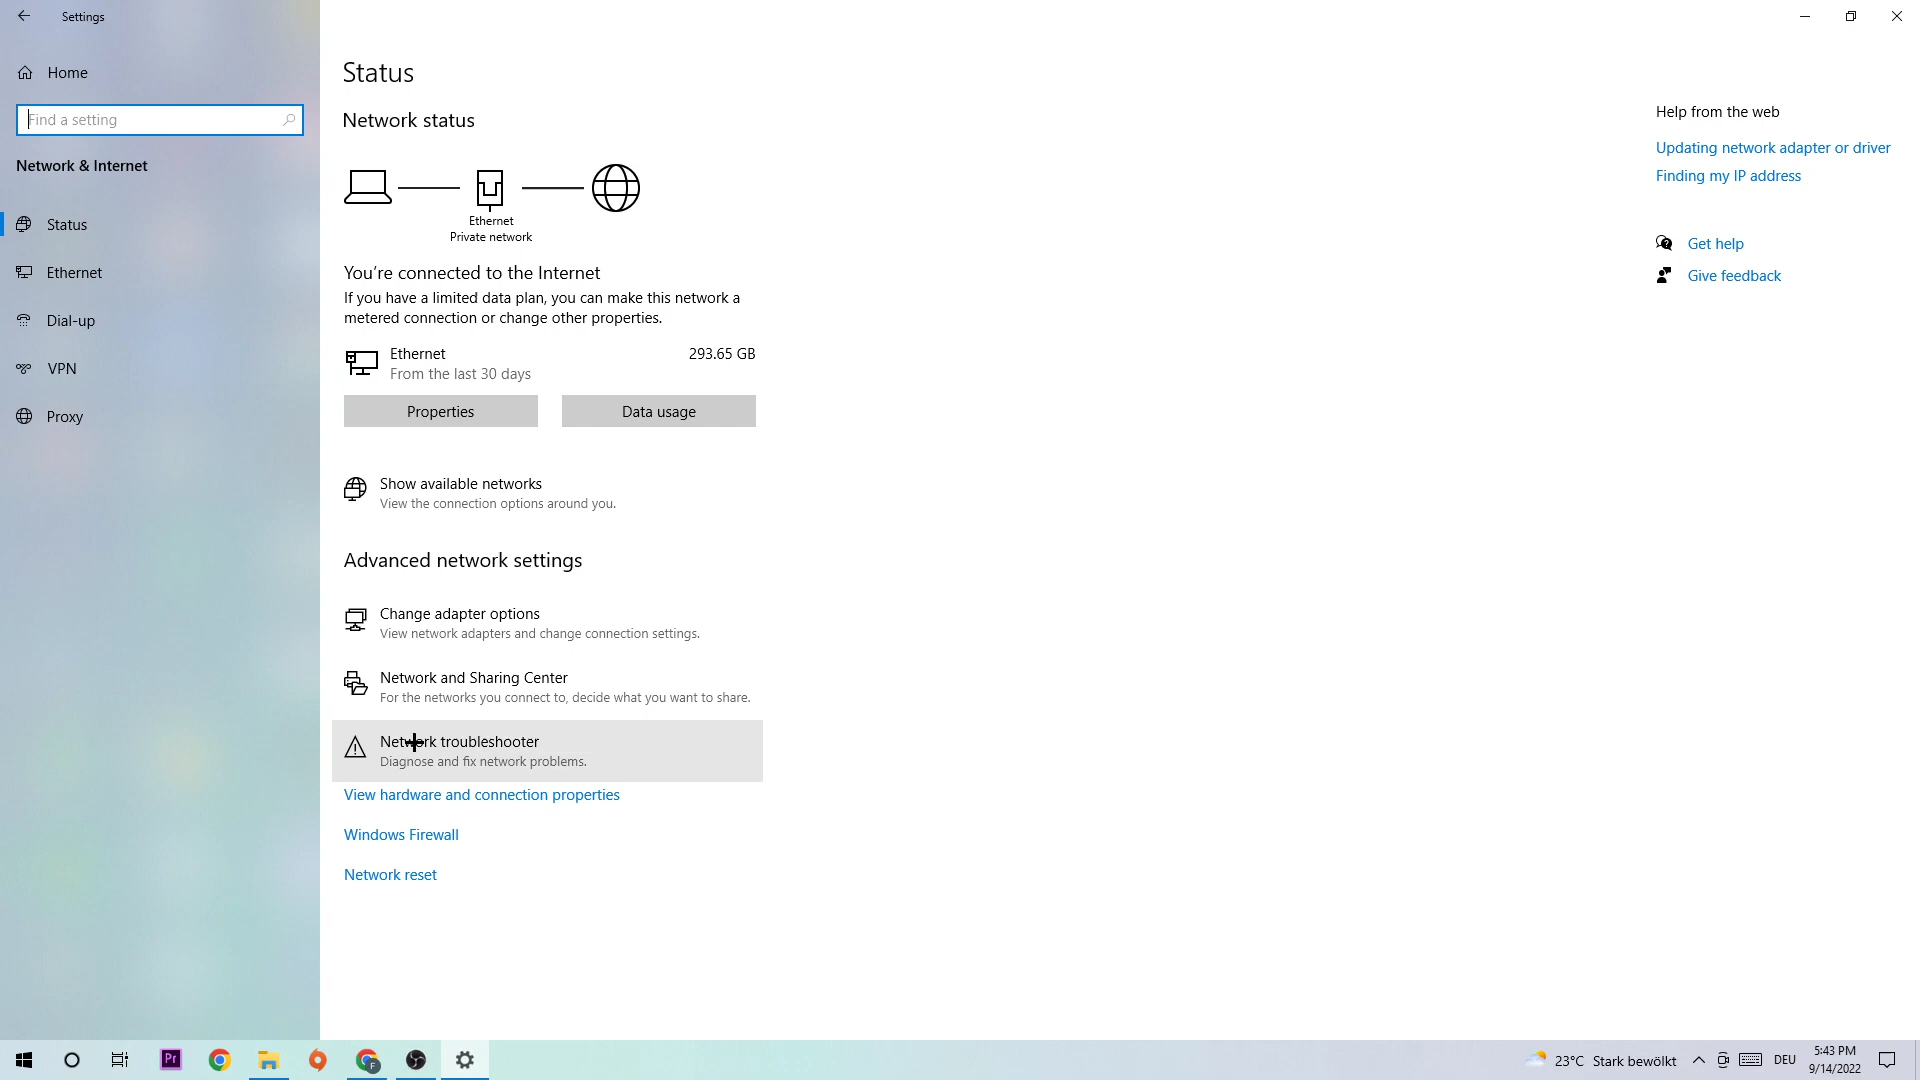 Settings
Home
Find a setting
Network & Internet
Status
Ethernet
Dial-up
VPN
Proxy
Status
Network status
Ethernet
Private network
You're connected to the Internet
If you have a limited data plan, you can make this network a
metered connection or change other properties.
Ethernet 293.65 GB
From the last 30 days
Properties Data usage
Show available networks
View the connection options around you.
Advanced network settings
Change adapter options
View network adapters and change connection settings.
Network and Sharing Center
For the networks you connect to, decide what you want to share.
Network troubleshooter
Diagnose and fix network problems.
View hardware and connection properties
Windows Firewall
Network reset
Help from the web
Updating network adapter or driver
Finding my IP address
Get help
Give feedback
Pr
F
23°C Stark bewölkt
DEU
5:43 PM
9/14/2022